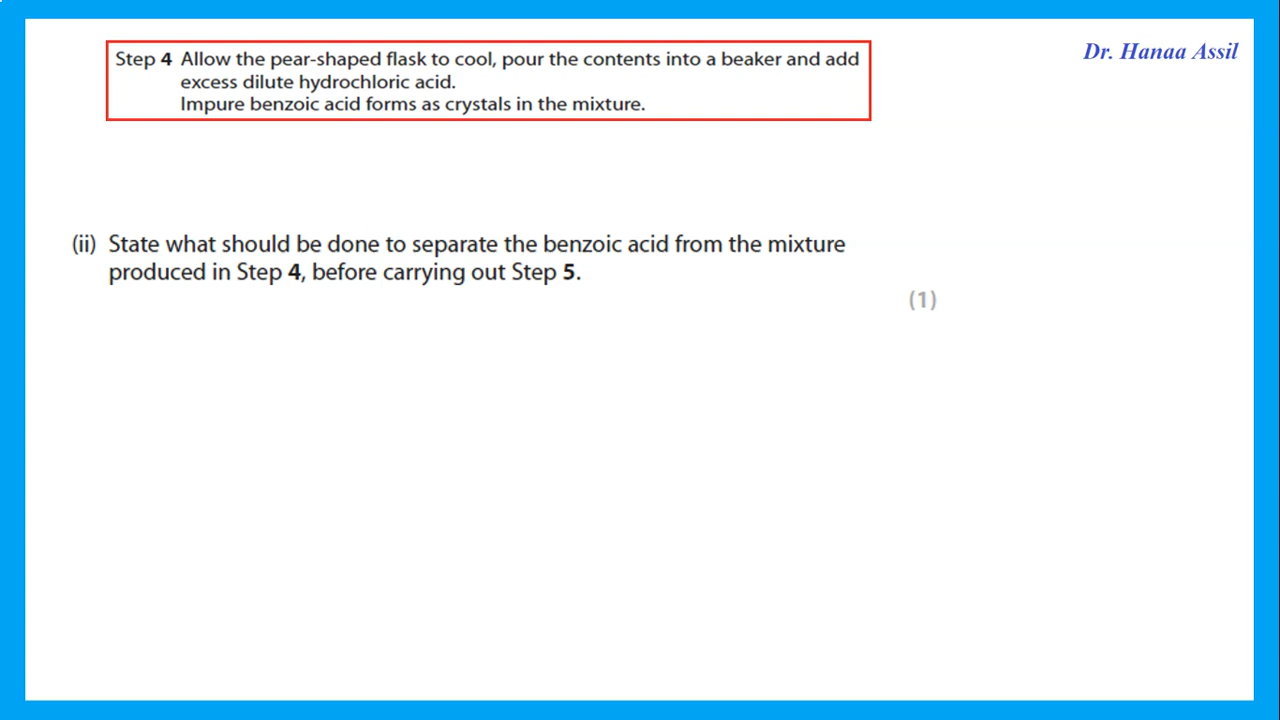 Dr. Hanaa Assil
Step 4 Allow the pear-shaped flask to cool, pour the contents into a beaker and add
excess dilute hydrochloric acid.
Impure benzoic acid forms as crystals in the mixture.
(ii) State what should be done to separate the benzoic acid from the mixture
produced in Step 4, before carrying out Step 5.
(1)